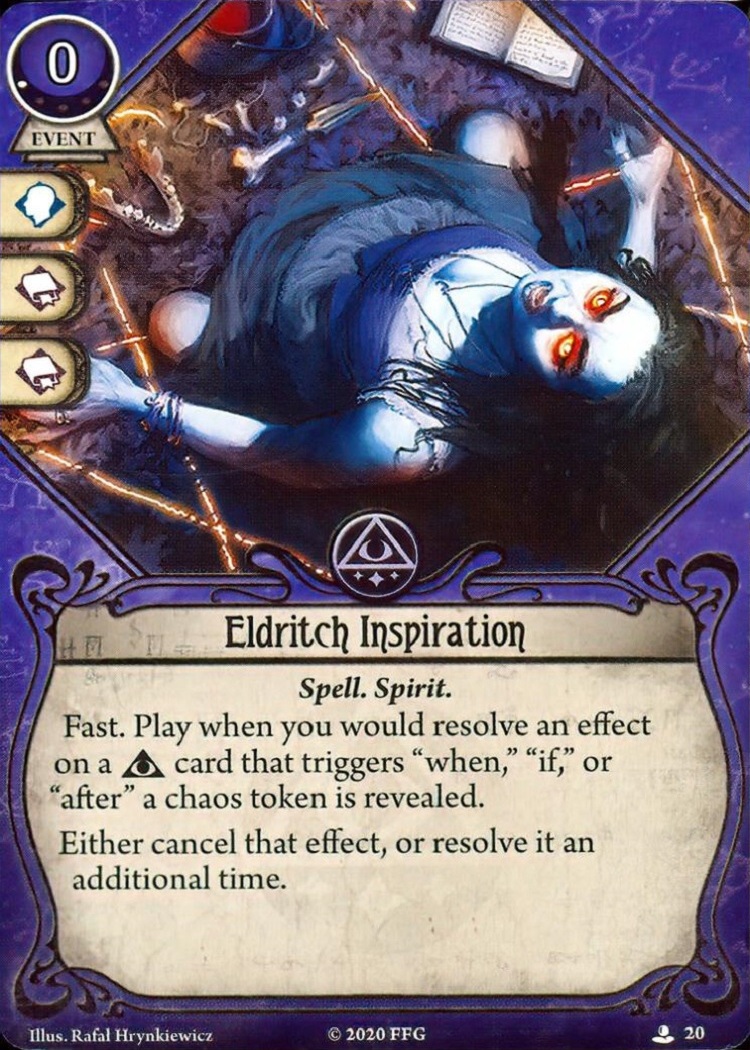 0
EVENT
Eldritch Inspiration
Spell. Spirit.
Fast. Play when you would resolve an effect
on a card that triggers “when,” “if,” or
“after” a chaos token is revealed.
Either cancel that effect, or resolve it an
additional time.
Illus. Rafał Hrynkiewicz
© 2020 FFG
20